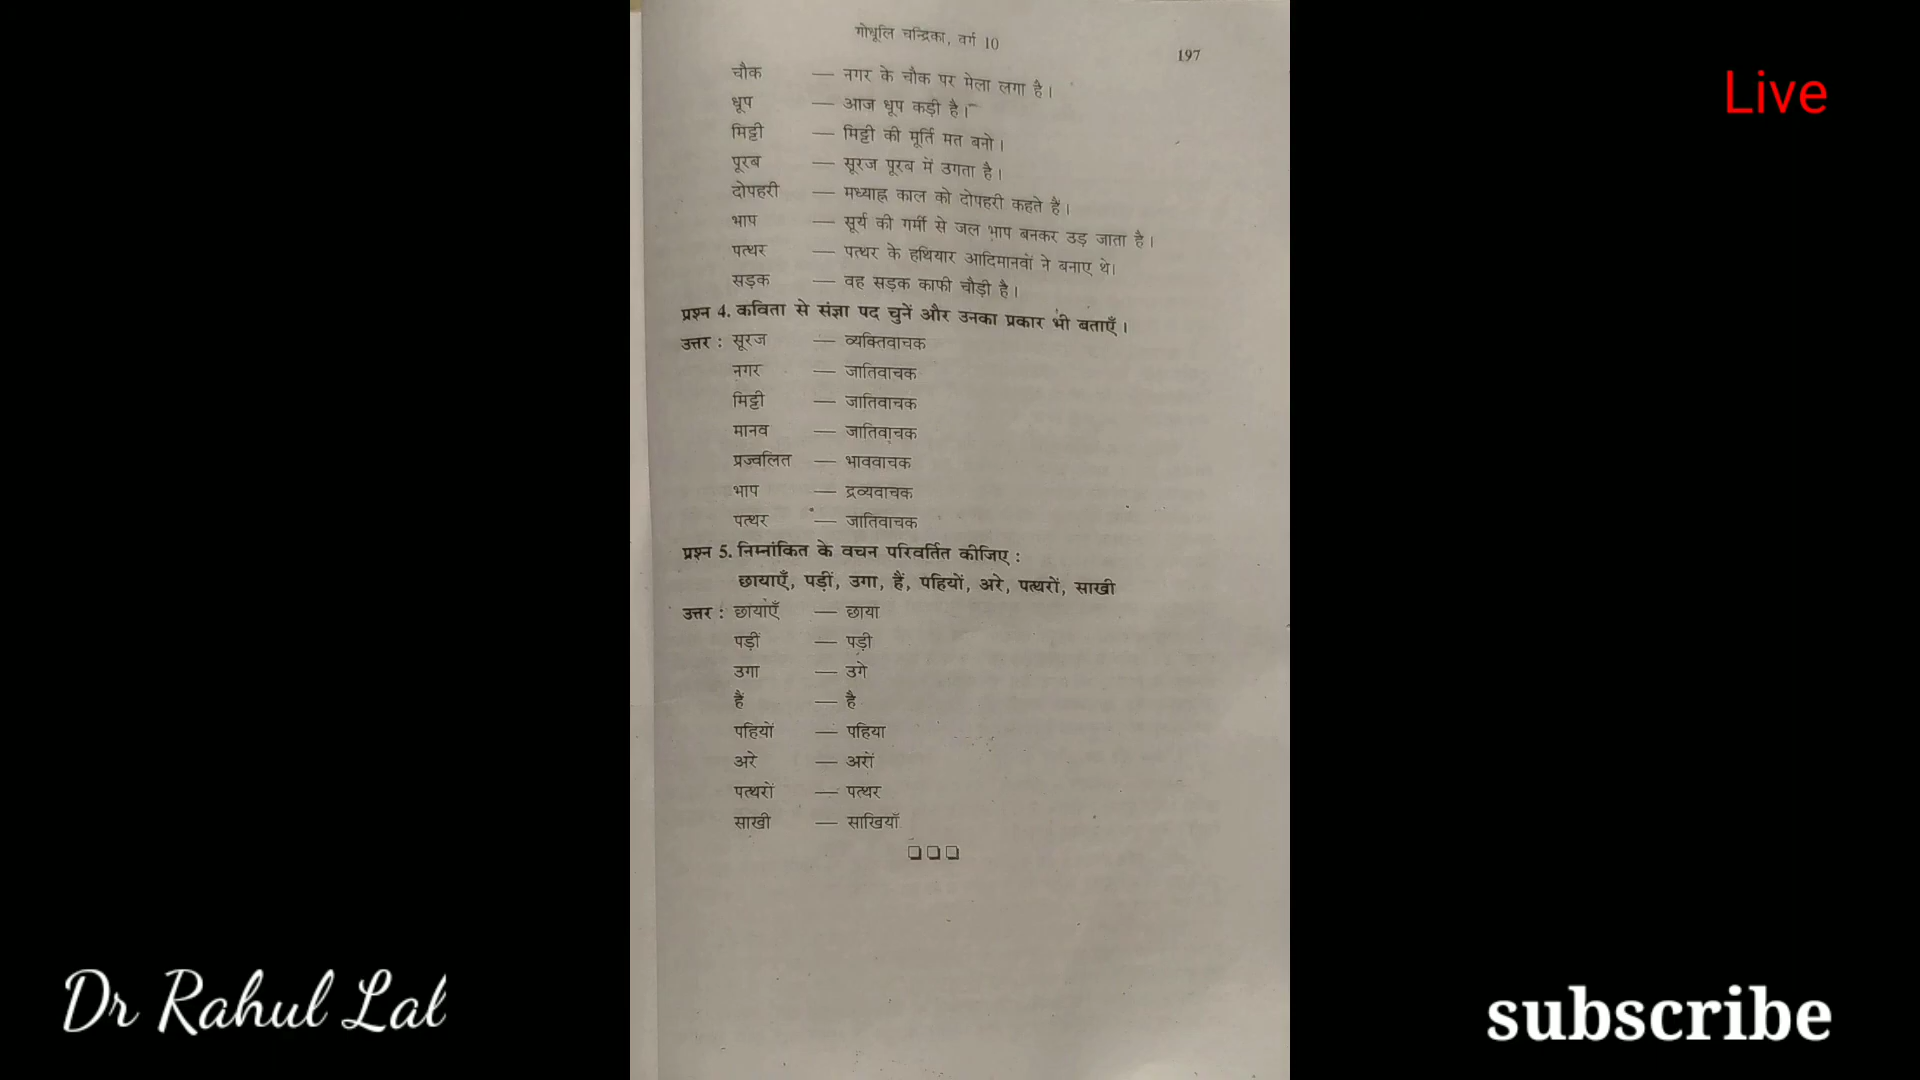 गोधूलि चन्द्रिका, वर्ग 10
197
चौक — नगर के चौक पर मेला लगा है।
धूप — आज धूप कड़ी है।
मिट्टी — मिट्टी की मूर्ति मत बनो।
पूरब — सूरज पूरब में उगता है।
दोपहरी — मध्याह्न काल को दोपहरी कहते हैं।
भाप — सूर्य की गर्मी से जल भाप बनकर उड़ जाता है।
पत्थर — पत्थर के हथियार आदिमानवों ने बनाए थे।
सड़क — वह सड़क काफी चौड़ी है।
प्रश्न 4. कविता से संज्ञा पद चुनें और उनका प्रकार भी बताएँ।
उत्तर : सूरज — व्यक्तिवाचक
नगर — जातिवाचक
मिट्टी — जातिवाचक
मानव — जातिवाचक
प्रज्वलित — भाववाचक
भाप — द्रव्यवाचक
पत्थर — जातिवाचक
प्रश्न 5. निम्नांकित के वचन परिवर्तित कीजिए :
छायाएँ, पड़ीं, उगा, हैं, पहियों, अरे, पत्थरों, साखी
उत्तर : छायाएँ — छाया
पड़ीं — पड़ी
उगा — उगे
हैं — है
पहियों — पहिया
अरे — अरों
पत्थरों — पत्थर
साखी — साखियाँ
Live
Dr Rahul Lal
subscribe